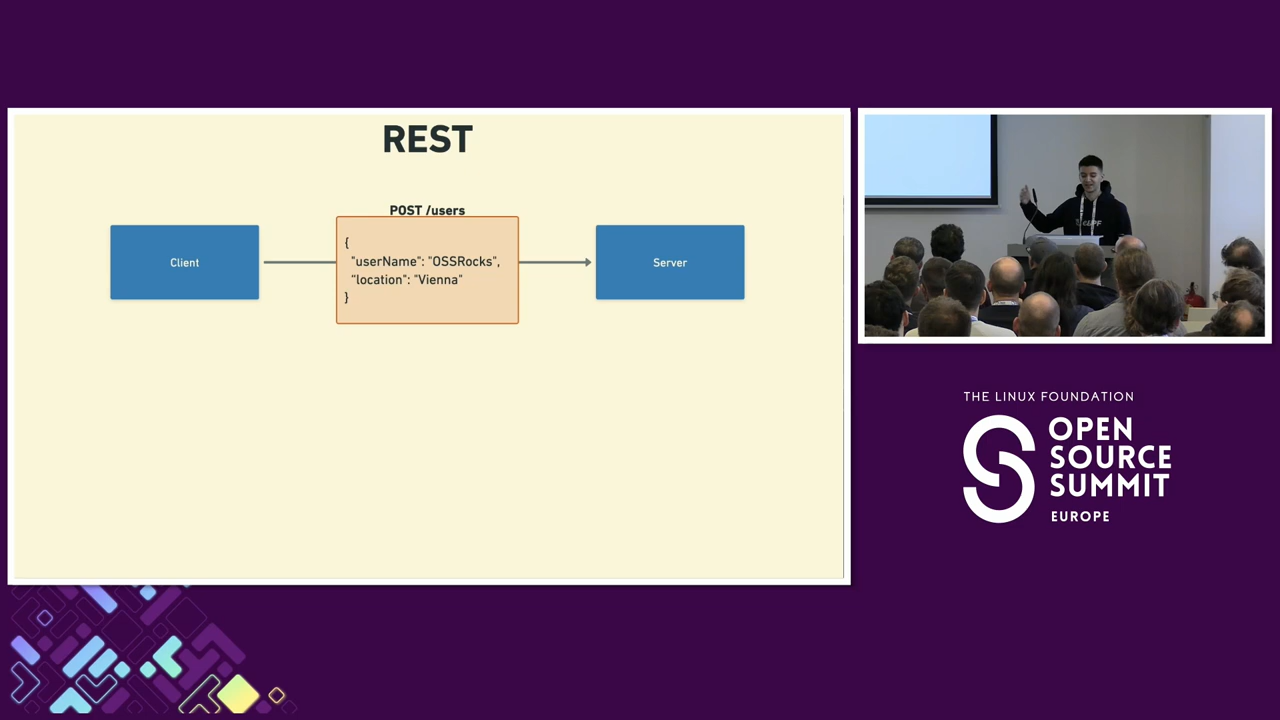 REST
POST /users
Client
{
"userName": "OSSRocks",
"location": "Vienna"
}
Server
THE LINUX FOUNDATION
OPEN
SOURCE
SUMMIT
EUROPE